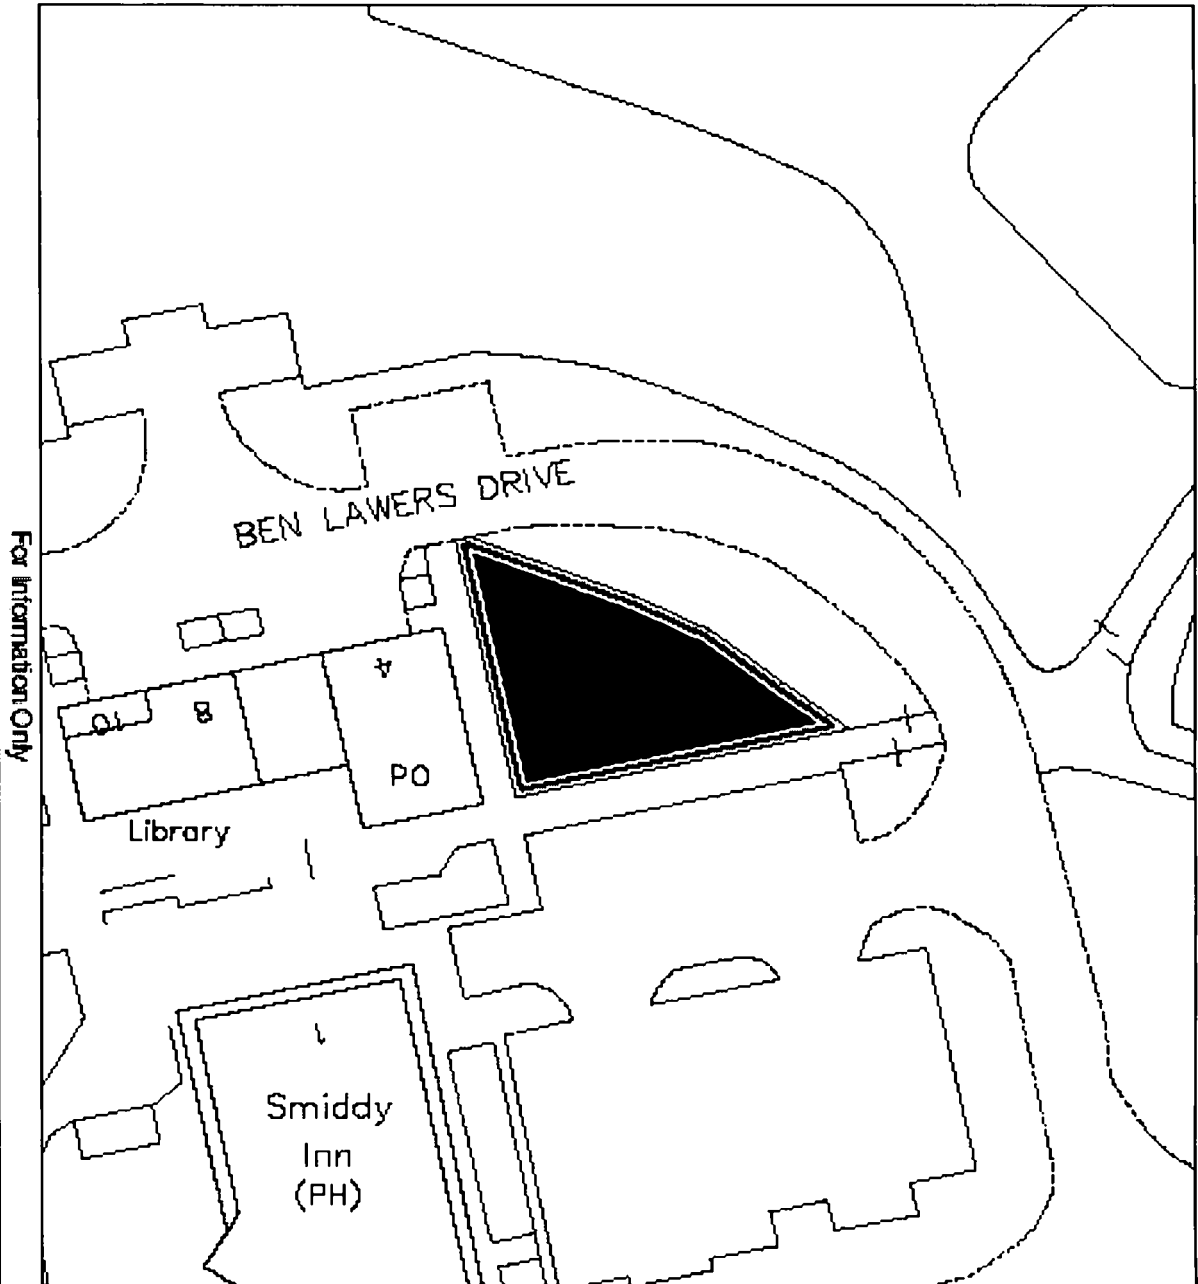 BEN LAWERS DRIVE
For Information Only
4
10
8
PO
Library
1
Smiddy
Inn
(PH)